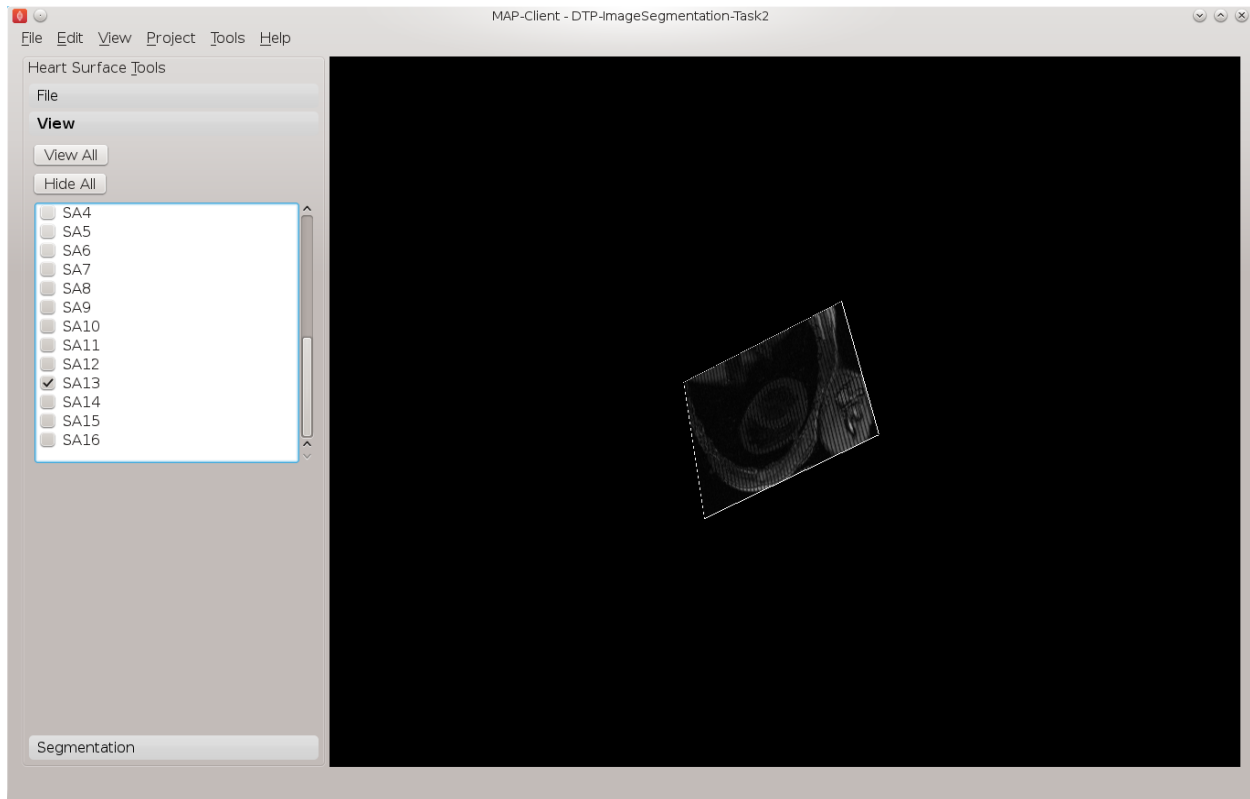 MAP-Client - DTP-ImageSegmentation-Task2
File Edit View Project Tools Help
Heart Surface Tools
File
View
View All
Hide All
SA4
SA5
SA6
SA7
SA8
SA9
SA10
SA11
SA12
SA13
SA14
SA15
SA16
Segmentation